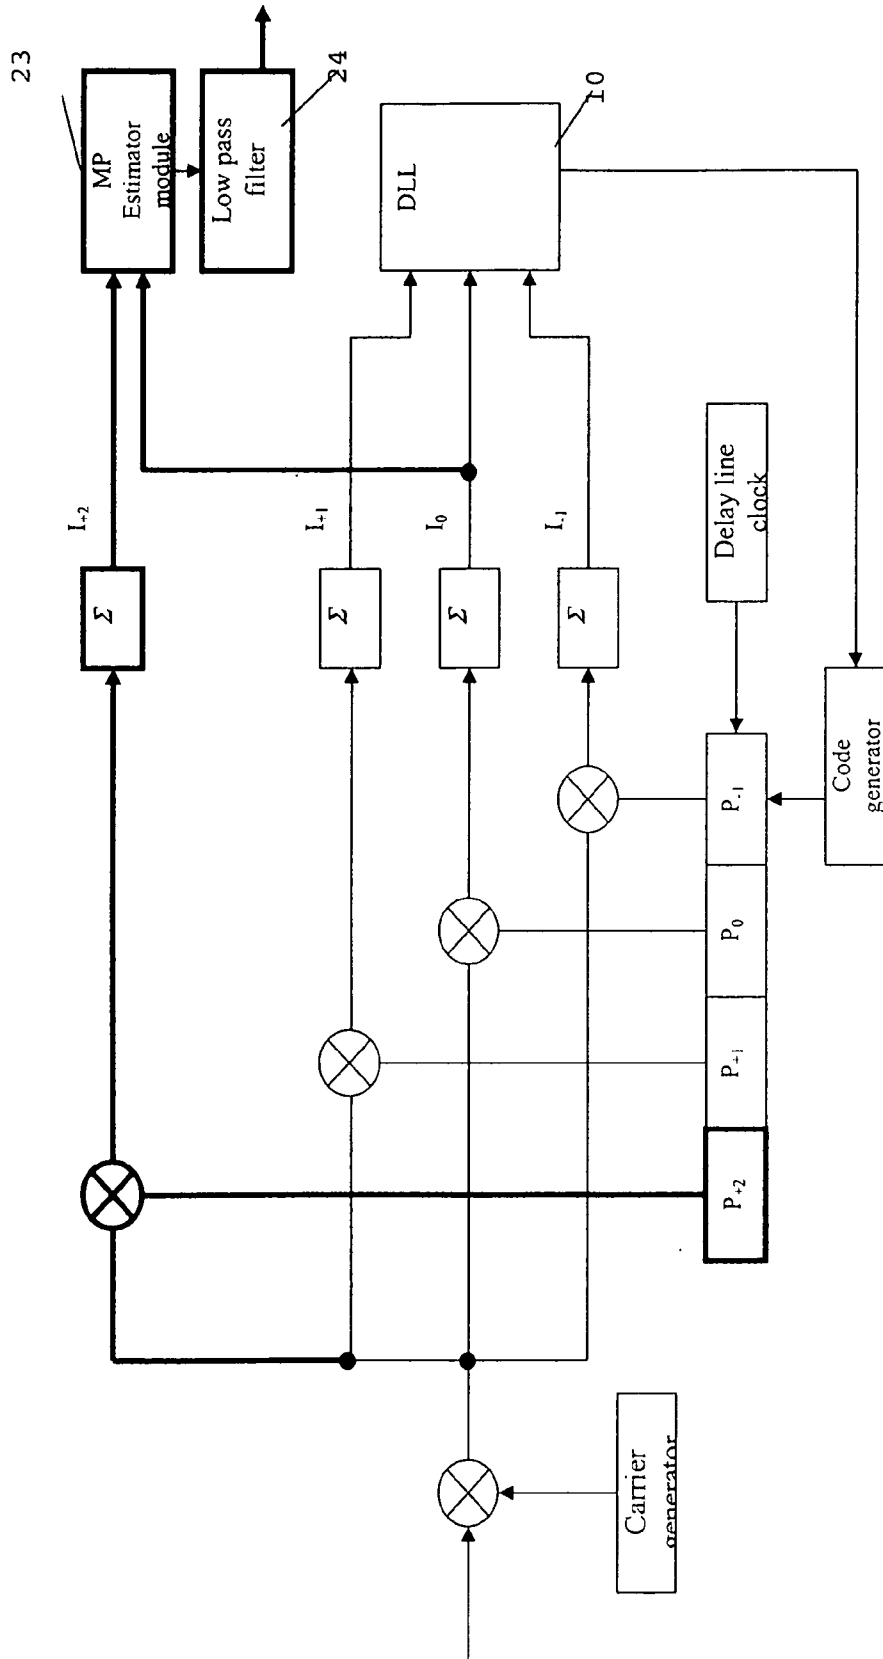 23
MP
Estimator
module
24
Low pass
filter
10
DLL
I+2
I+1
I0
I-1
Σ
Σ
Σ
Σ
Delay line
clock
P+2
P+1
P0
P-1
Code
generator
Carrier
generator